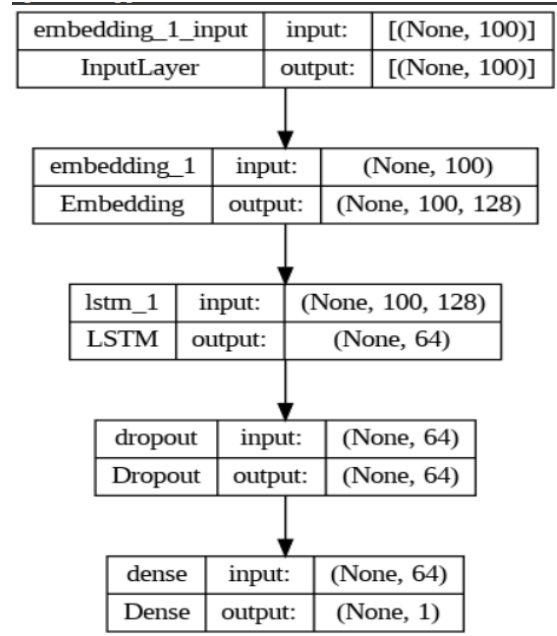 embedding_1_input input: [(None, 100)]
InputLayer output: [(None, 100)]
embedding_1 input: (None, 100)
Embedding output: (None, 100, 128)
lstm_1 input: (None, 100, 128)
LSTM output: (None, 64)
dropout input: (None, 64)
Dropout output: (None, 64)
dense input: (None, 64)
Dense output: (None, 1)